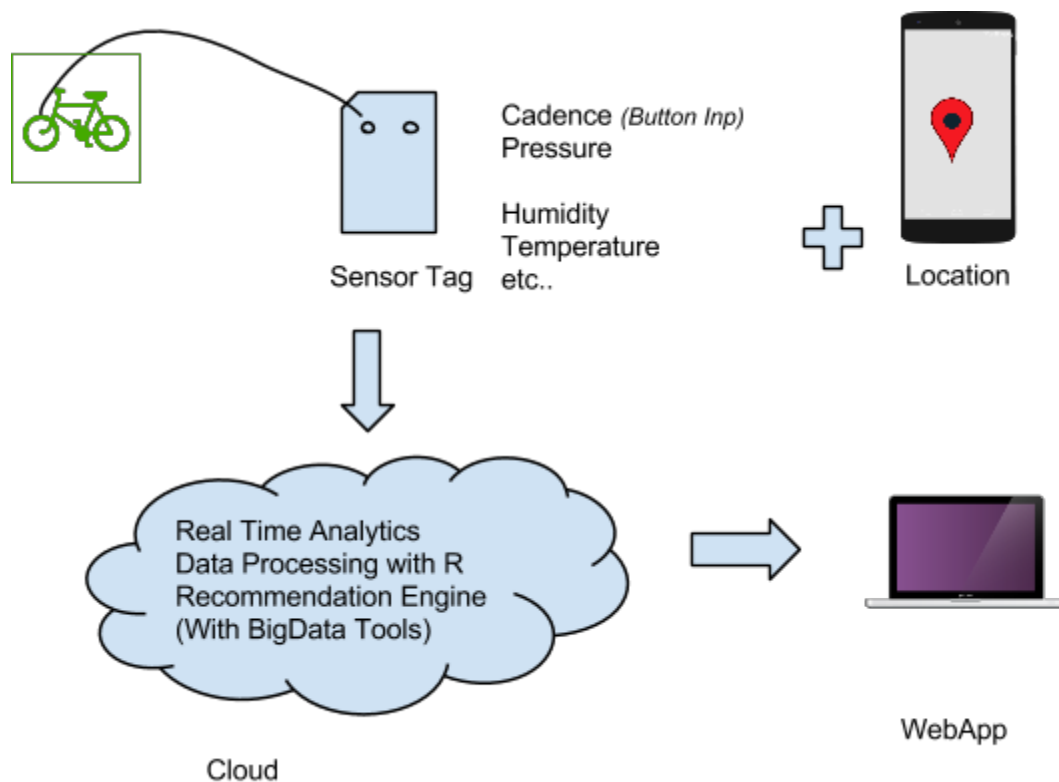 Cadence (Button Inp)
Pressure
Humidity
Temperature
etc..
Sensor Tag
Location
Real Time Analytics
Data Processing with R
Recommendation Engine
(With BigData Tools)
WebApp
Cloud